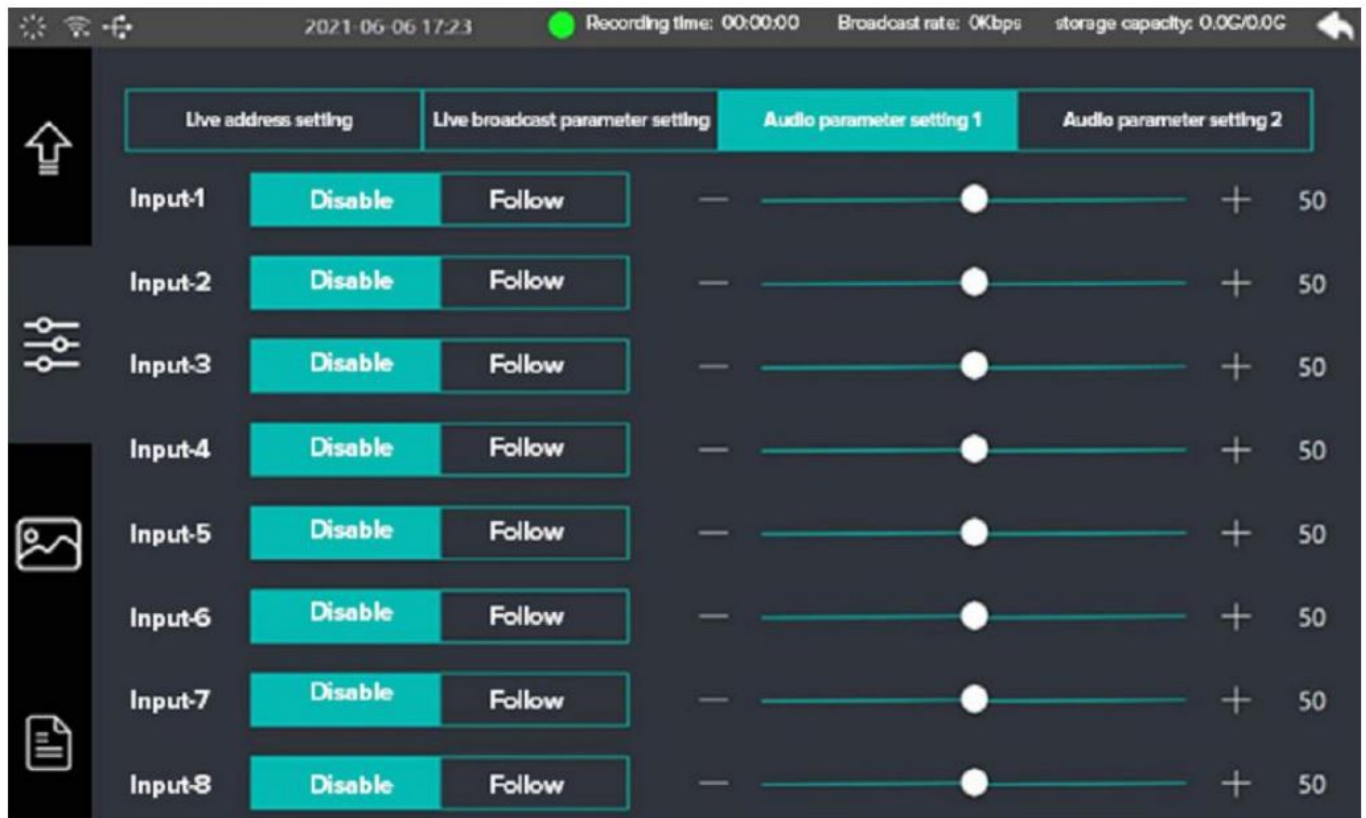 2021-06-06 17:23 Recording time: 00:00:00 Broadcast rate: 0Kbps storage capacity: 0.0G/0.0G
Live address setting Live broadcast parameter setting Audio parameter setting 1 Audio parameter setting 2
Input-1 Disable Follow — + 50
Input-2 Disable Follow — + 50
Input-3 Disable Follow — + 50
Input-4 Disable Follow — + 50
Input-5 Disable Follow — + 50
Input-6 Disable Follow — + 50
Input-7 Disable Follow — + 50
Input-8 Disable Follow — + 50